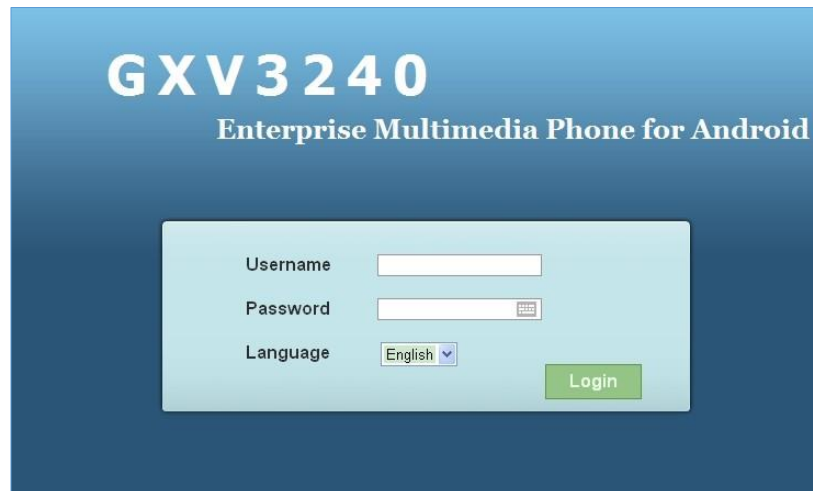 GXV3240
Enterprise Multimedia Phone for Android
Username
Password
Language English
Login